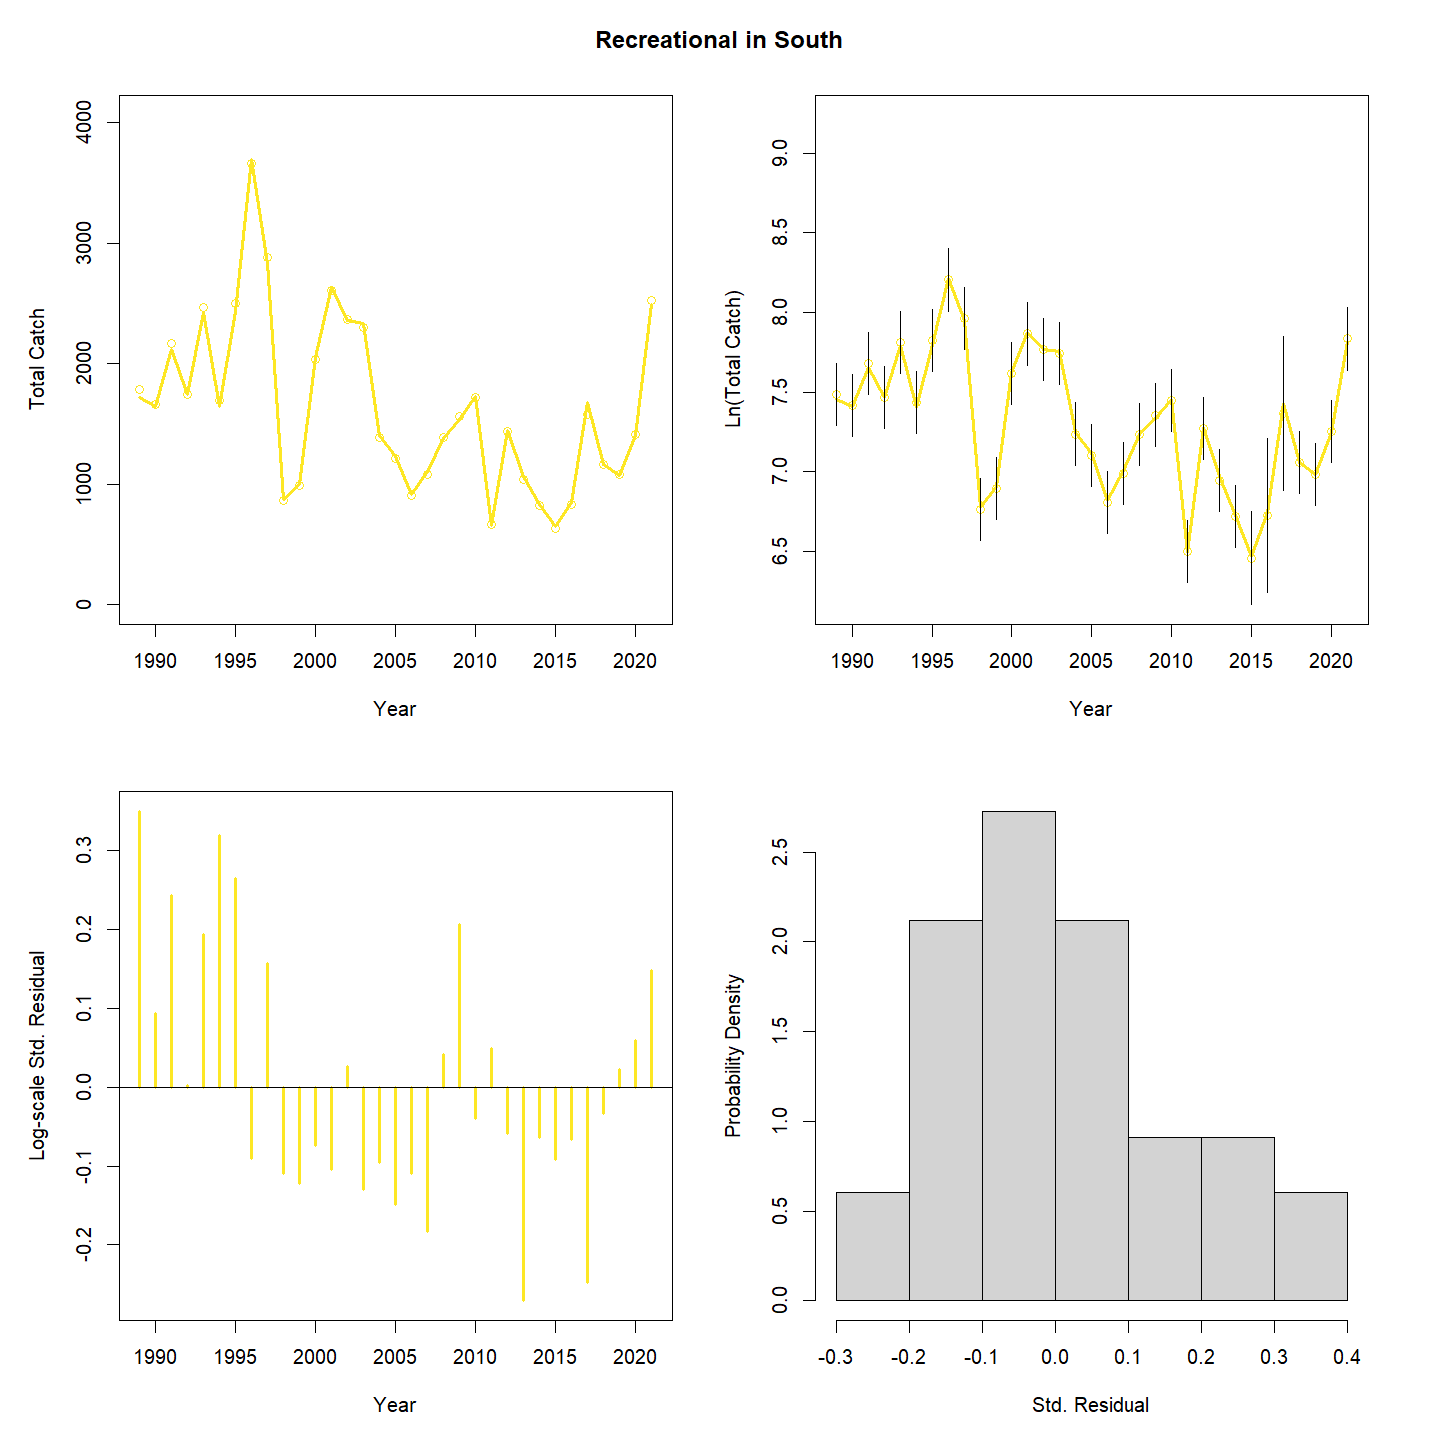 Recreational in South
Total Catch
4000
3000
2000
1000
0
1990 1995 2000 2005 2010 2015 2020
Year
Ln(Total Catch)
9.0
8.5
8.0
7.5
7.0
6.5
1990 1995 2000 2005 2010 2015 2020
Year
Log-scale Std. Residual
0.3
0.2
0.1
0.0
-0.1
-0.2
1990 1995 2000 2005 2010 2015 2020
Year
Probability Density
2.5
2.0
1.5
1.0
0.5
0.0
-0.3 -0.2 -0.1 0.0 0.1 0.2 0.3 0.4
Std. Residual